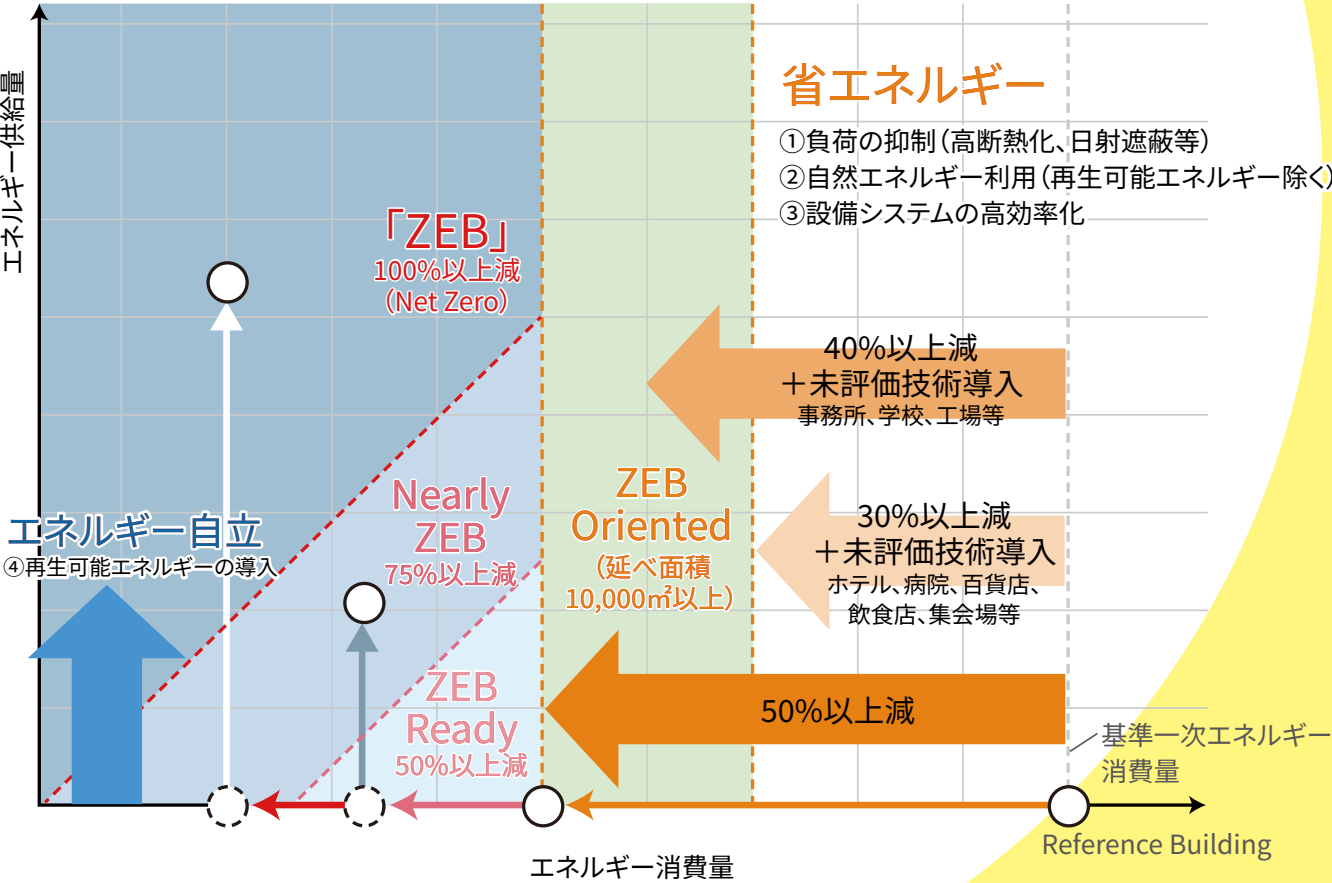 エネルギー供給量
省エネルギー
①負荷の抑制（高断熱化、日射遮蔽等）
②自然エネルギー利用（再生可能エネルギー除く）
③設備システムの高効率化
「ZEB」
100%以上減
（Net Zero）
40%以上減
＋未評価技術導入
事務所、学校、工場等
Nearly
ZEB
75%以上減
ZEB
Oriented
（延べ面積
10,000㎡以上）
30%以上減
＋未評価技術導入
ホテル、病院、百貨店、
飲食店、集会場等
エネルギー自立
④再生可能エネルギーの導入
ZEB
Ready
50%以上減
50%以上減
基準一次エネルギー
消費量
Reference Building
エネルギー消費量